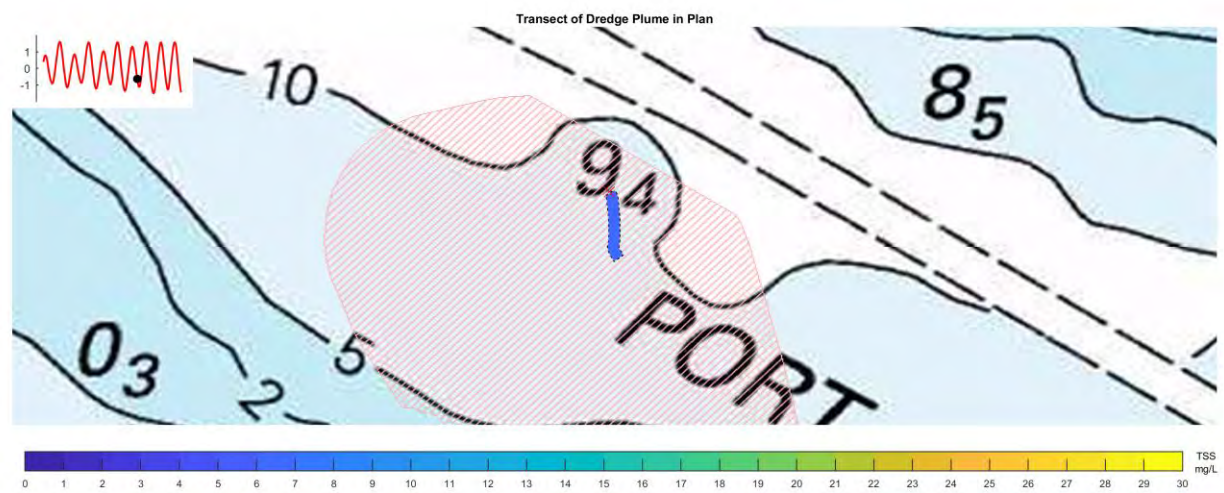 Transect of Dredge Plume in Plan
1
0
-1
10
8₅
9₄
PORT
0₃
5
2
TSS
mg/L
0 1 2 3 4 5 6 7 8 9 10 11 12 13 14 15 16 17 18 19 20 21 22 23 24 25 26 27 28 29 30